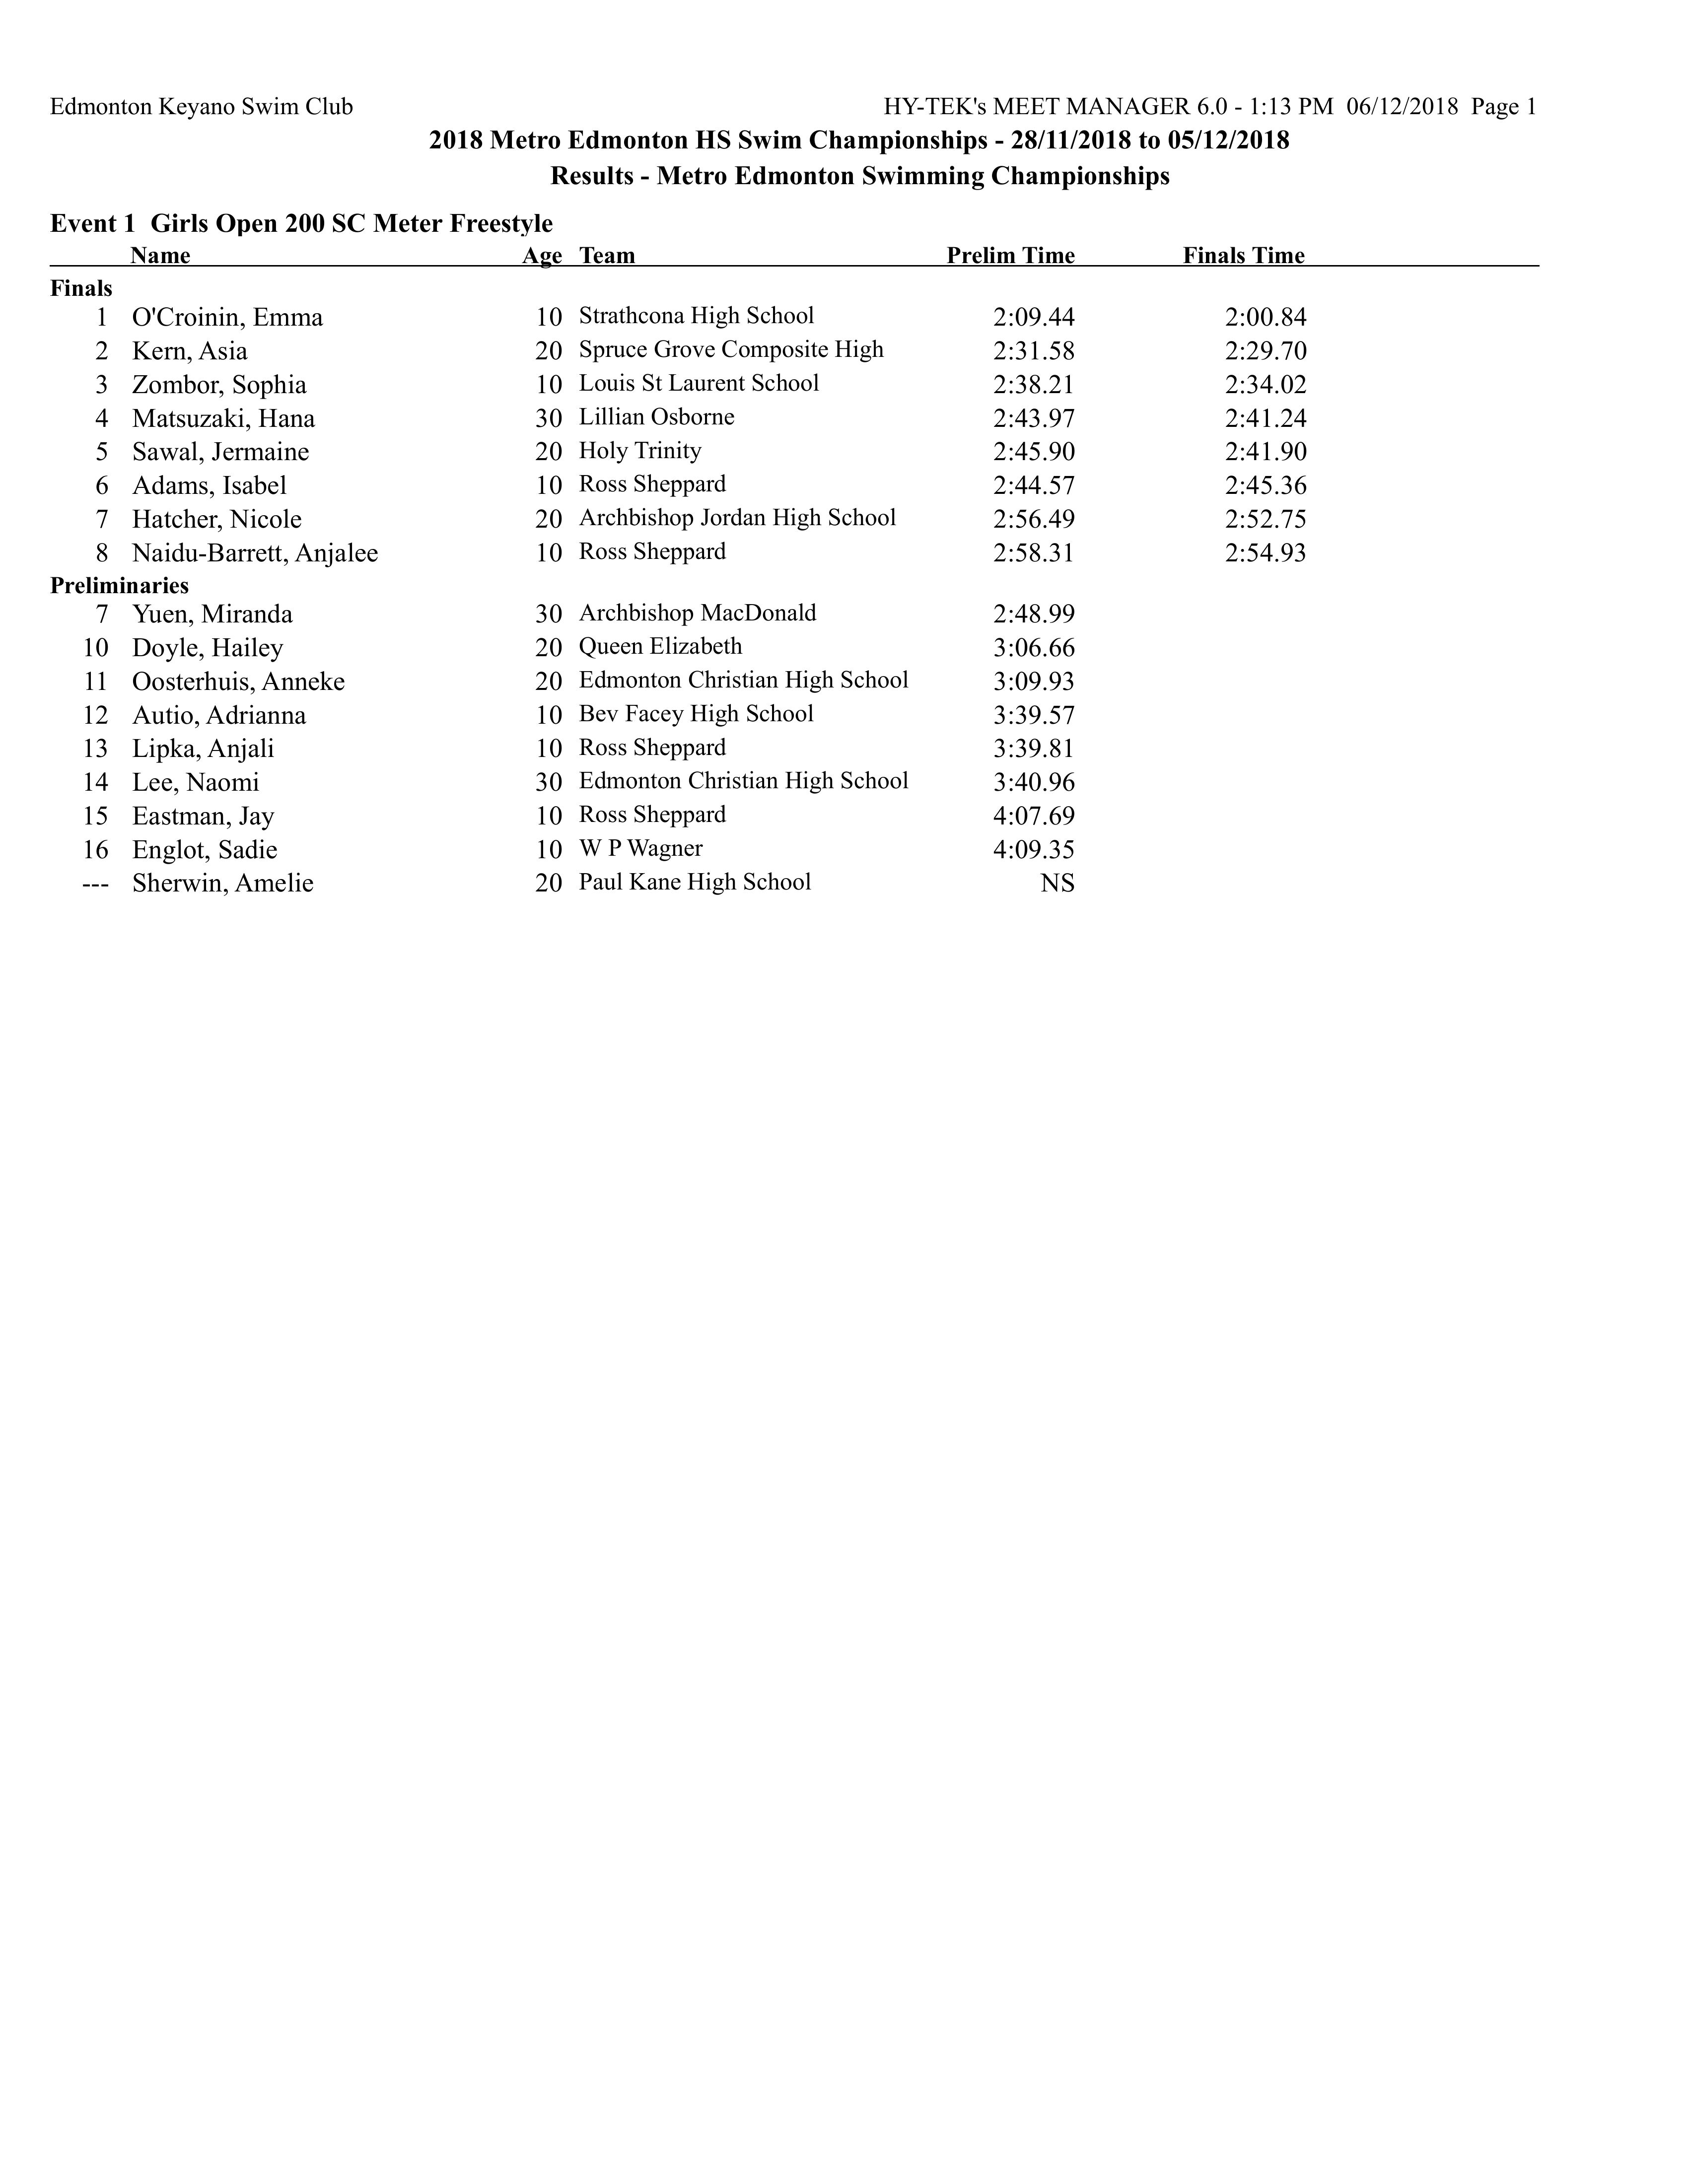 Edmonton Keyano Swim Club HY-TEK's MEET MANAGER 6.0 - 1:13 PM 06/12/2018 Page 1
2018 Metro Edmonton HS Swim Championships - 28/11/2018 to 05/12/2018
Results - Metro Edmonton Swimming Championships
Event 1 Girls Open 200 SC Meter Freestyle
Name Age Team Prelim Time Finals Time
Finals
1 O'Croinin, Emma 10 Strathcona High School 2:09.44 2:00.84
2 Kern, Asia 20 Spruce Grove Composite High 2:31.58 2:29.70
3 Zombor, Sophia 10 Louis St Laurent School 2:38.21 2:34.02
4 Matsuzaki, Hana 30 Lillian Osborne 2:43.97 2:41.24
5 Sawal, Jermaine 20 Holy Trinity 2:45.90 2:41.90
6 Adams, Isabel 10 Ross Sheppard 2:44.57 2:45.36
7 Hatcher, Nicole 20 Archbishop Jordan High School 2:56.49 2:52.75
8 Naidu-Barrett, Anjalee 10 Ross Sheppard 2:58.31 2:54.93
Preliminaries
7 Yuen, Miranda 30 Archbishop MacDonald 2:48.99
10 Doyle, Hailey 20 Queen Elizabeth 3:06.66
11 Oosterhuis, Anneke 20 Edmonton Christian High School 3:09.93
12 Autio, Adrianna 10 Bev Facey High School 3:39.57
13 Lipka, Anjali 10 Ross Sheppard 3:39.81
14 Lee, Naomi 30 Edmonton Christian High School 3:40.96
15 Eastman, Jay 10 Ross Sheppard 4:07.69
16 Englot, Sadie 10 W P Wagner 4:09.35
--- Sherwin, Amelie 20 Paul Kane High School NS